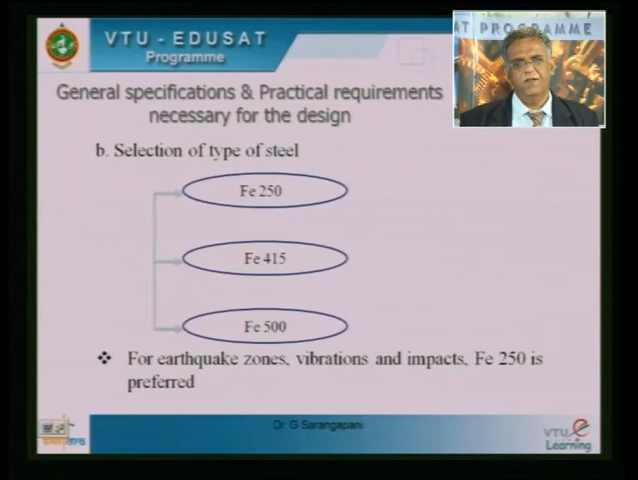 VTU - EDUSAT
Programme
AT PROGRAMME
General specifications & Practical requirements
necessary for the design
b. Selection of type of steel
Fe 250
Fe 415
Fe 500
❖ For earthquake zones, vibrations and impacts, Fe 250 is
preferred
Dr. G Sarangapani
VTU e
Learning